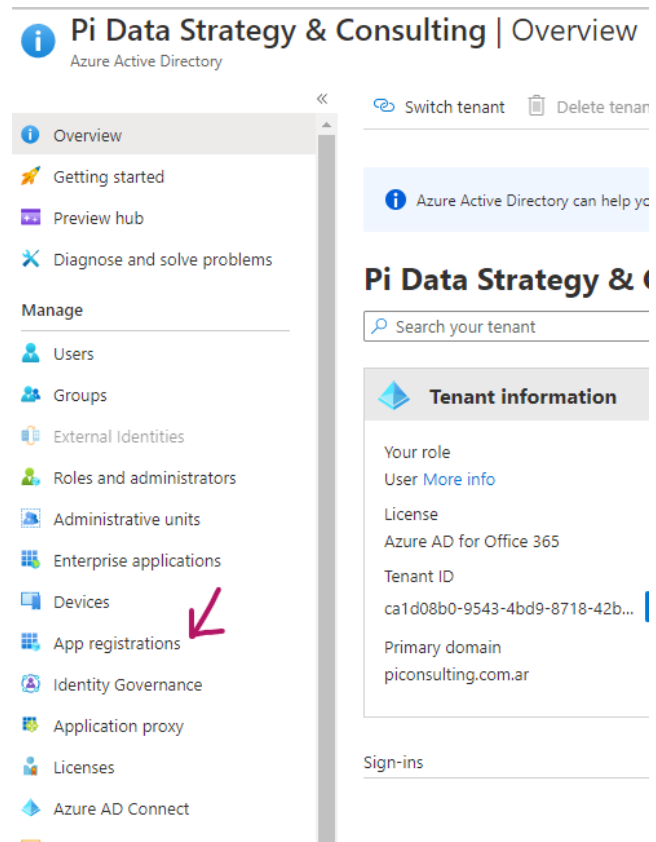 Pi Data Strategy & Consulting | Overview
Azure Active Directory
Overview
Getting started
Preview hub
Diagnose and solve problems
Manage
Users
Groups
External Identities
Roles and administrators
Administrative units
Enterprise applications
Devices
App registrations
Identity Governance
Application proxy
Licenses
Azure AD Connect
Switch tenant
Delete tenan
Azure Active Directory can help yo
Pi Data Strategy &
Search your tenant
Tenant information
Your role
User More info
License
Azure AD for Office 365
Tenant ID
ca1d08b0-9543-4bd9-8718-42b...
Primary domain
piconsulting.com.ar
Sign-ins